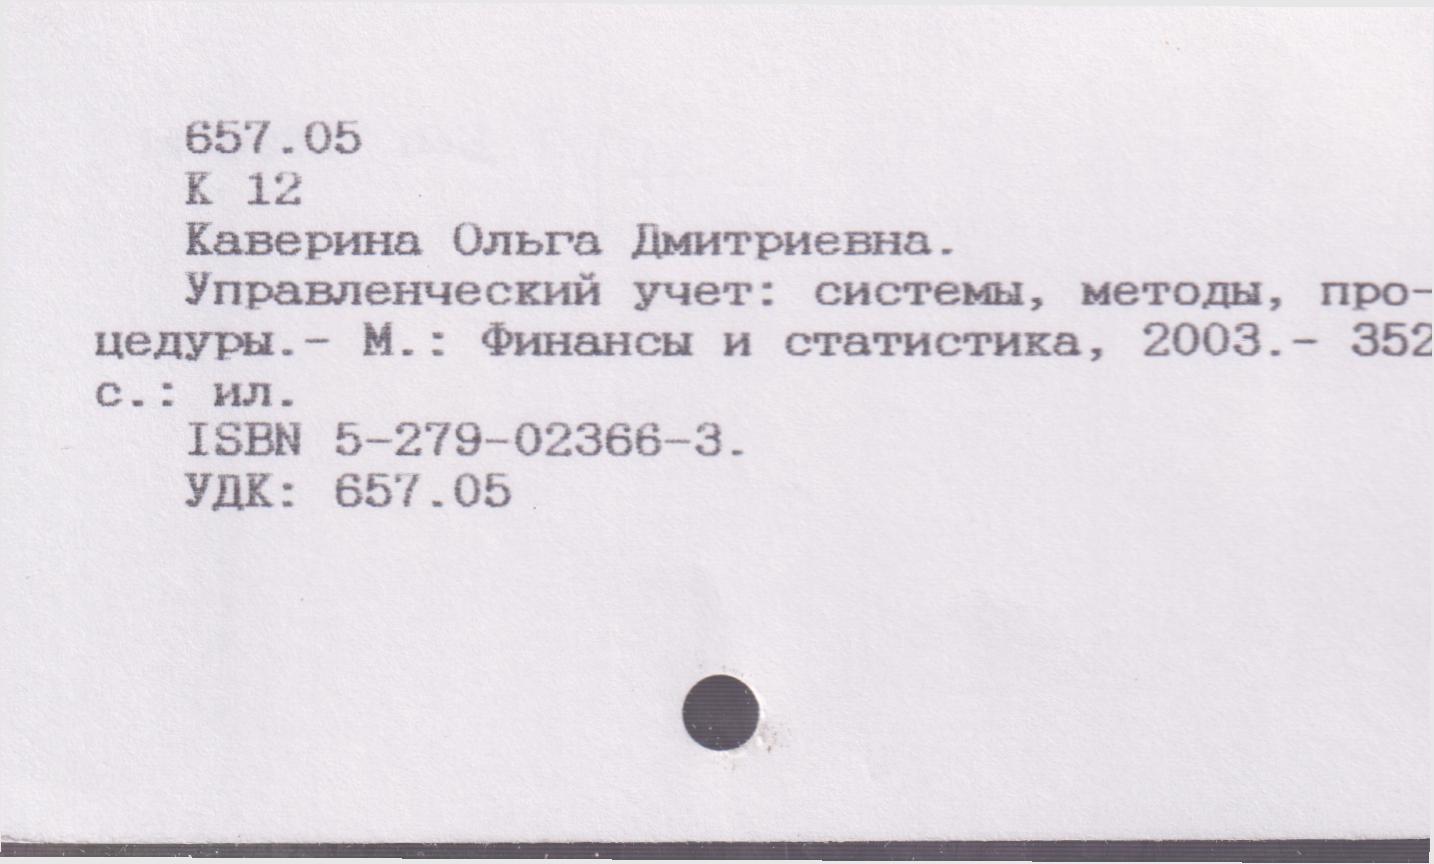 657.05
К 12
Каверина Ольга Дмитриевна.
Управленческий учет: системы, методы, про-
цедуры.- М.: Финансы и статистика, 2003.- 352
с.: ил.
ISBN 5-279-02366-3.
УДК: 657.05